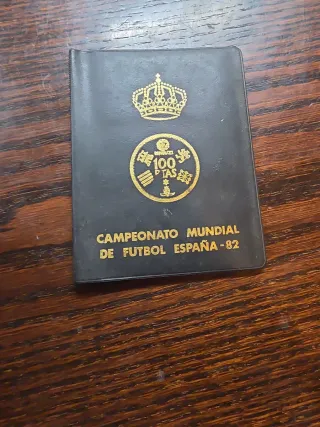 100
PTAS
CAMPEONATO MUNDIAL
DE FUTBOL ESPAÑA-82